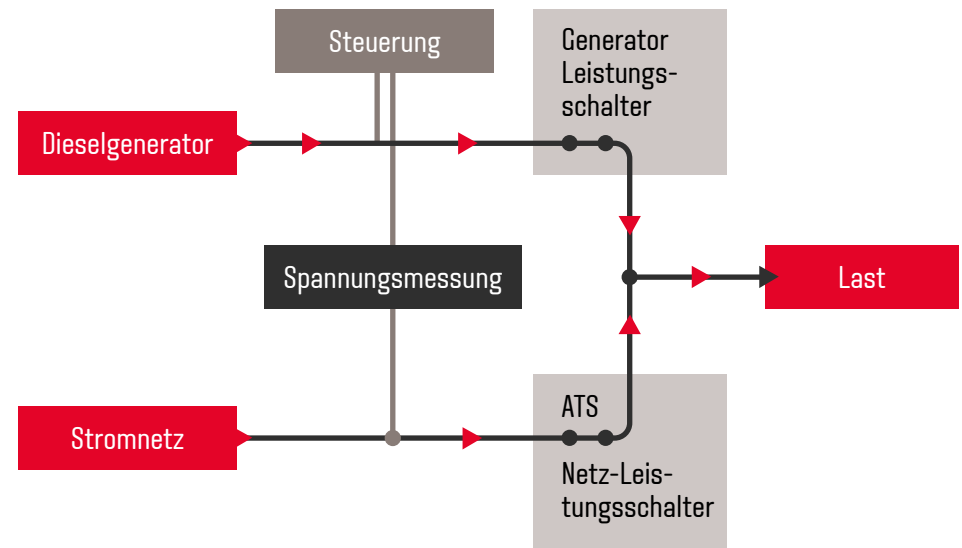 Steuerung
Generator
Leistungs-
schalter
Dieselgenerator
Spannungsmessung
Last
Stromnetz
ATS
Netz-Leis-
tungsschalter